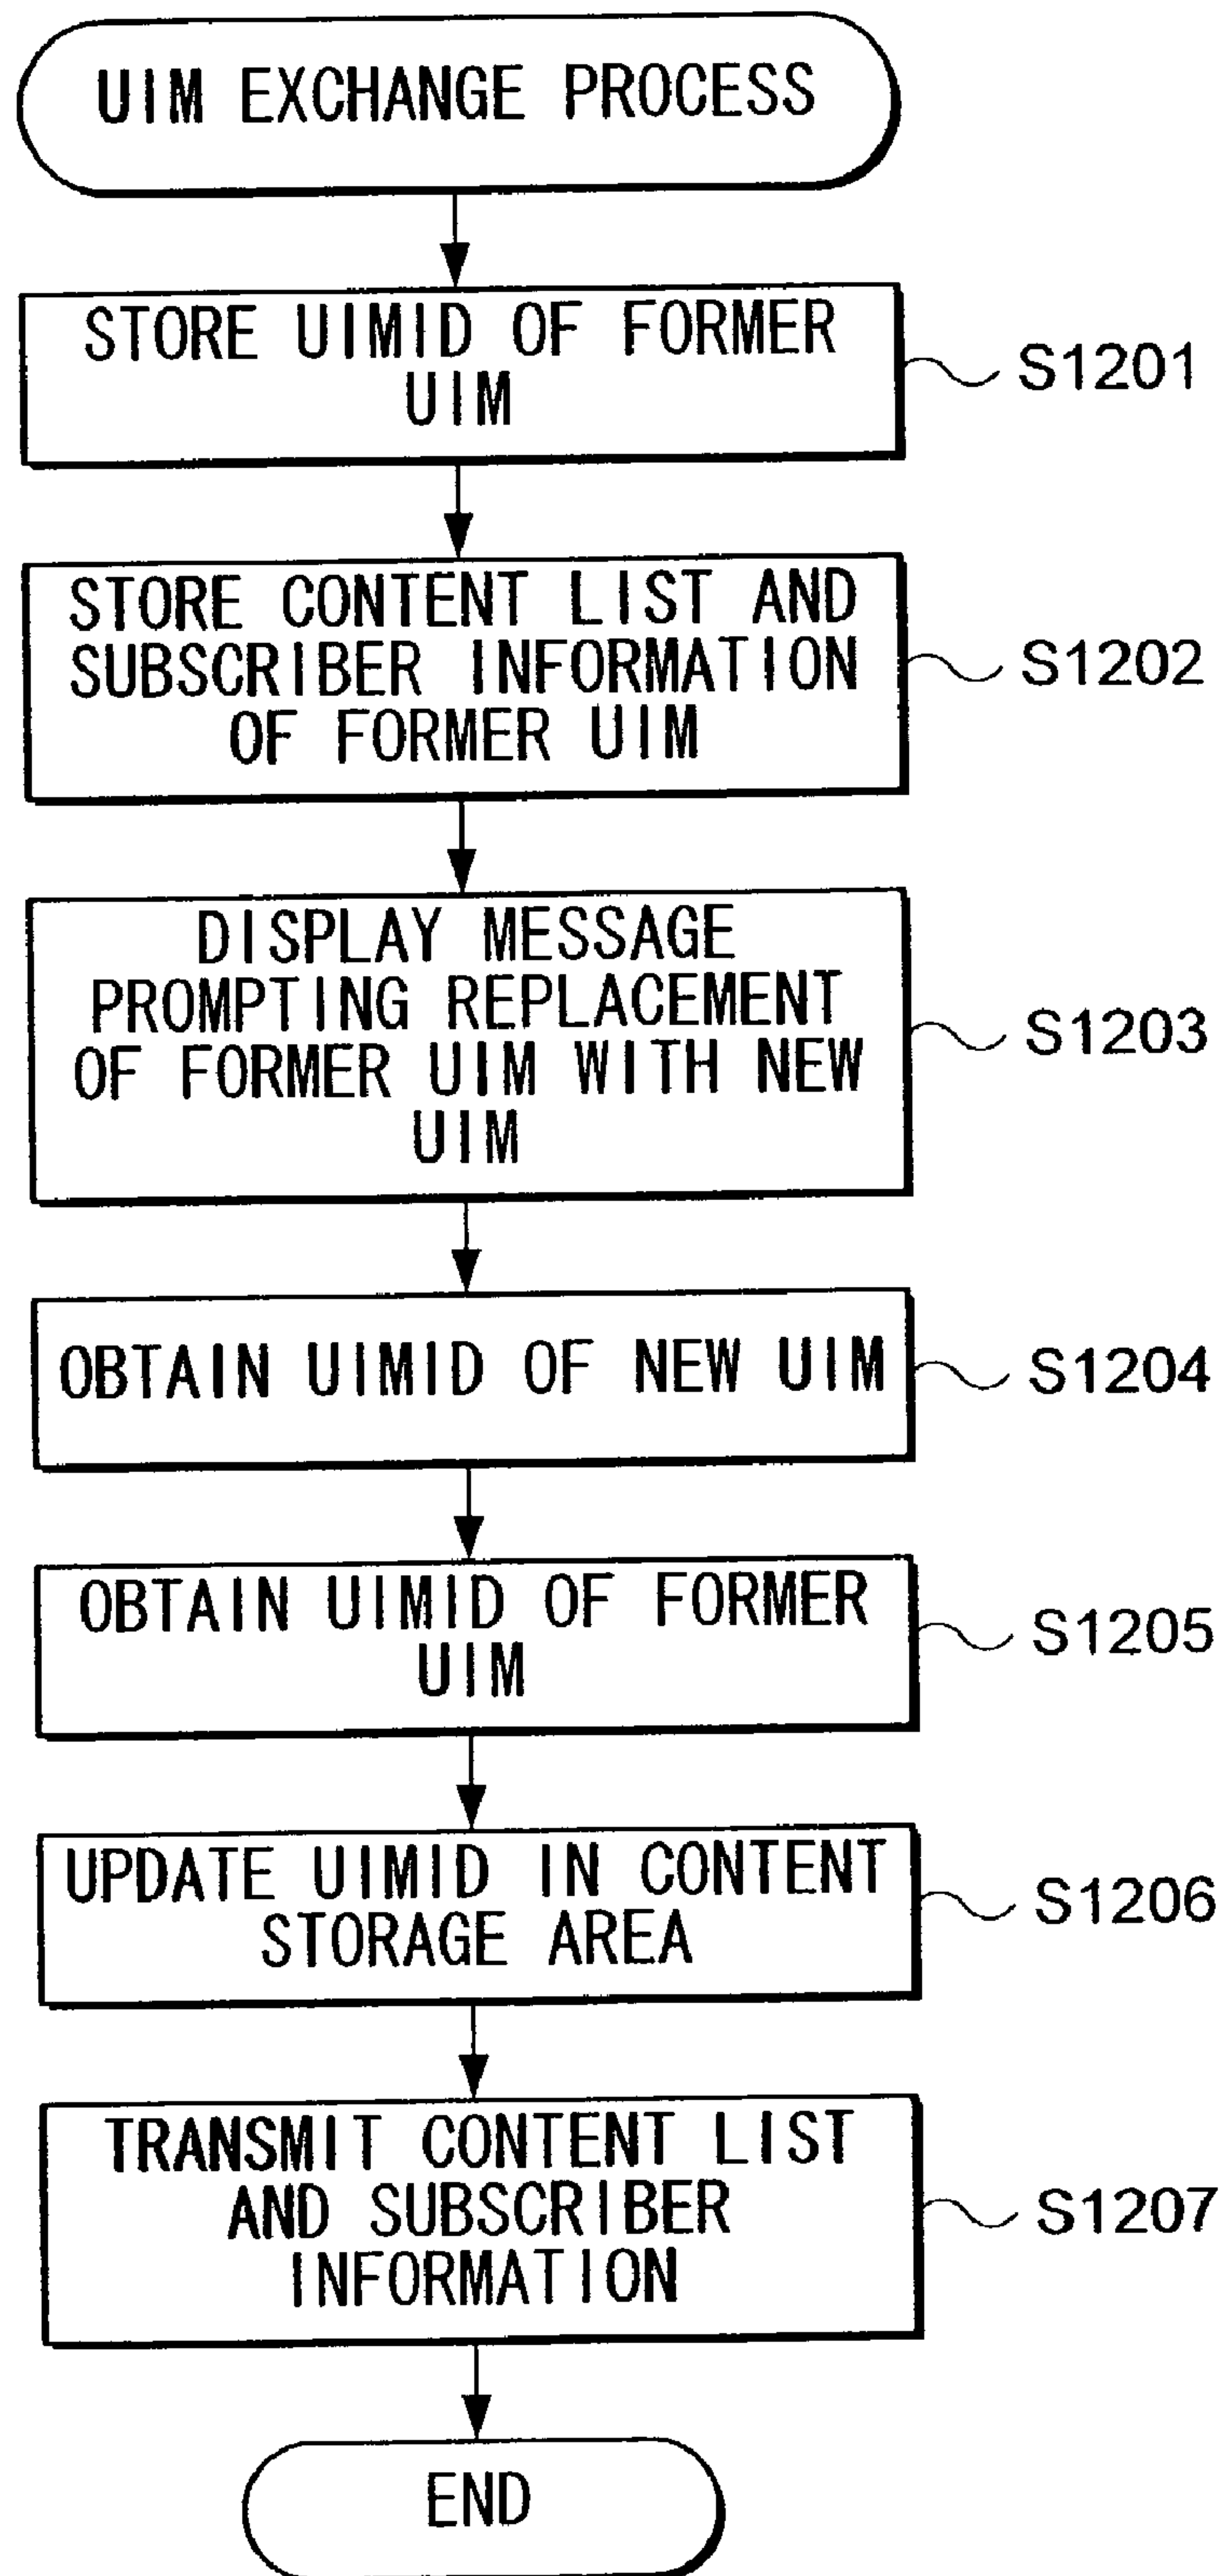 UIM EXCHANGE PROCESS
STORE UIMID OF FORMER
UIM
S1201
STORE CONTENT LIST AND
SUBSCRIBER INFORMATION
OF FORMER UIM
S1202
DISPLAY MESSAGE
PROMPTING REPLACEMENT
OF FORMER UIM WITH NEW
UIM
S1203
OBTAIN UIMID OF NEW UIM
S1204
OBTAIN UIMID OF FORMER
UIM
S1205
UPDATE UIMID IN CONTENT
STORAGE AREA
S1206
TRANSMIT CONTENT LIST
AND SUBSCRIBER
INFORMATION
S1207
END